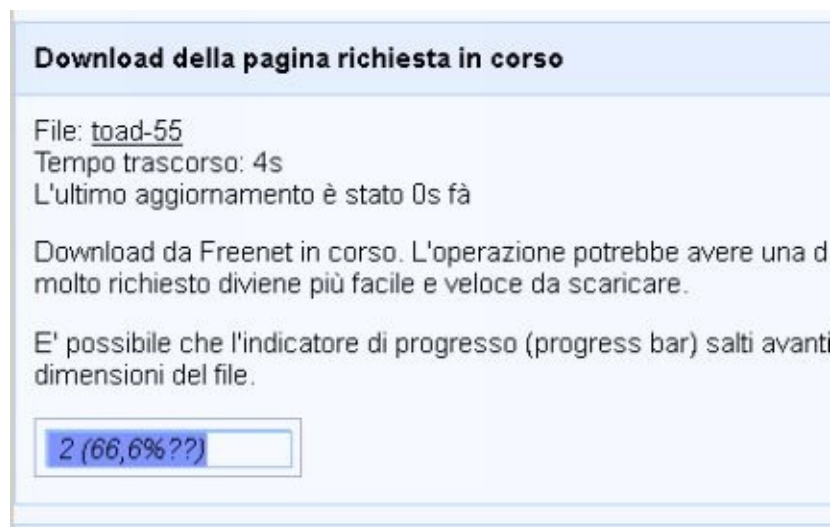 Download della pagina richiesta in corso
File: toad-55
Tempo trascorso: 4s
L'ultimo aggiornamento è stato 0s fà
Download da Freenet in corso. L'operazione potrebbe avere una d
molto richiesto diviene più facile e veloce da scaricare.
E' possibile che l'indicatore di progresso (progress bar) salti avanti
dimensioni del file.
2 (66,6%??)